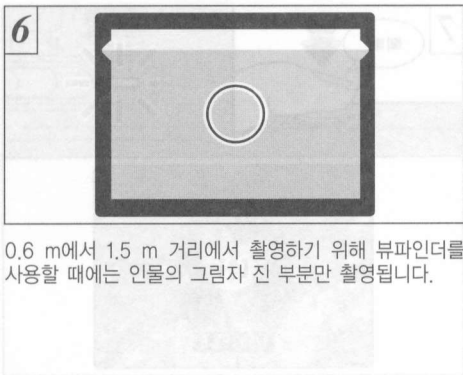 6
0.6 m에서 1.5 m 거리에서 촬영하기 위해 뷰파인더를
사용할 때에는 인물의 그림자 진 부분만 촬영됩니다.